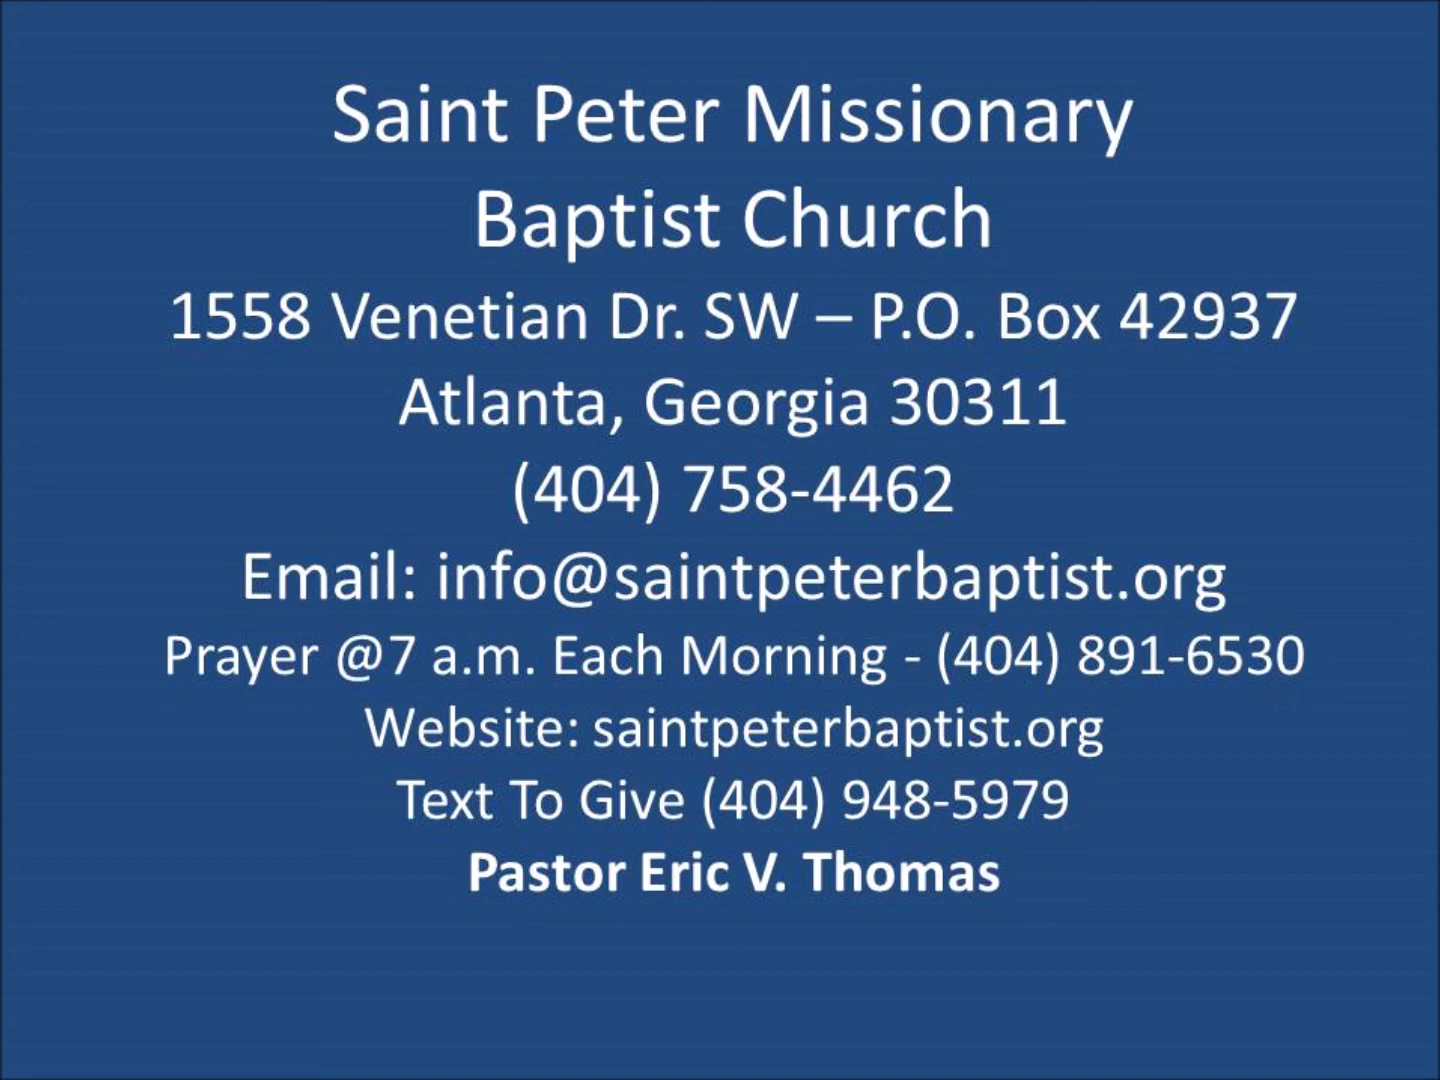 Saint Peter Missionary
Baptist Church
1558 Venetian Dr. SW – P.O. Box 42937
Atlanta, Georgia 30311
(404) 758-4462
Email: info@saintpeterbaptist.org
Prayer @7 a.m. Each Morning - (404) 891-6530
Website: saintpeterbaptist.org
Text To Give (404) 948-5979
Pastor Eric V. Thomas